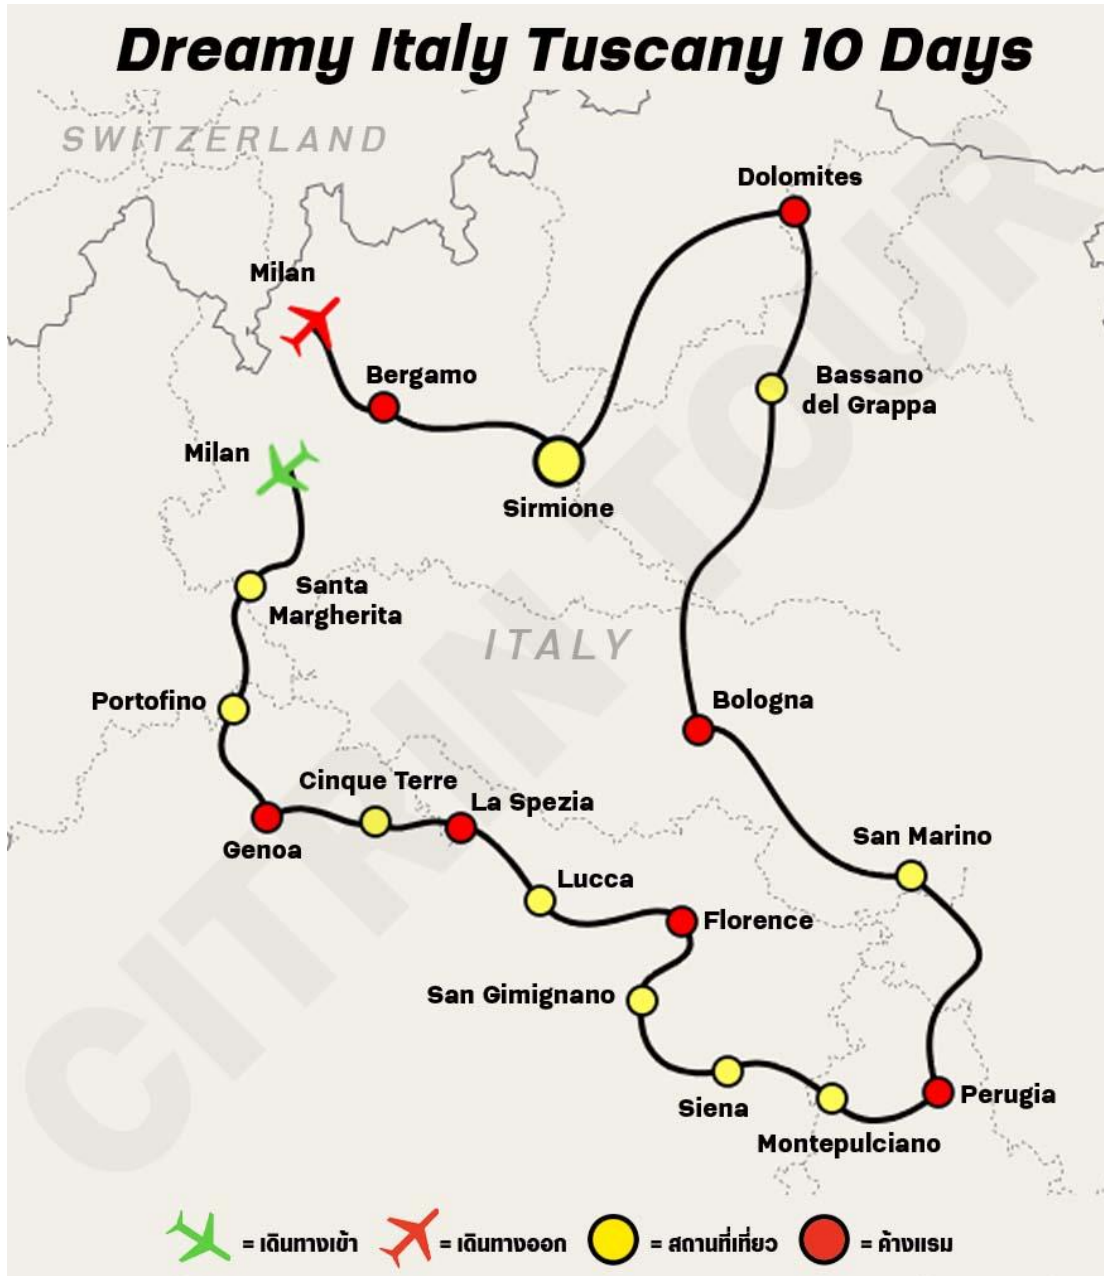 Dreamy Italy Tuscany 10 Days
SWITZERLAND
Dolomites
Milan
Bergamo
Bassano
del Grappa
Milan
Sirmione
Santa
Margherita
ITALY
Portofino
Bologna
Cinque Terre
La Spezia
Genoa
San Marino
Lucca
Florence
San Gimignano
Siena
Perugia
Montepulciano
CITRIN TOUR
= เดินทางเข้า = เดินทางออก = สถานที่เที่ยว = ค้างแรม